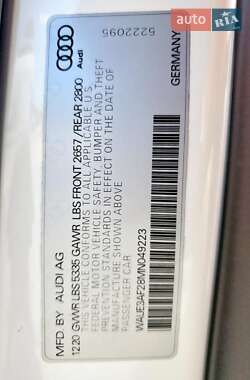 AUTO RIA
MFD. BY AUDI AG
12.20 GVWR LBS 5335 GAWR LBS FRONT 2657 / REAR 2800
THIS VEHICLE CONFORMS TO ALL APPLICABLE U.S.
FEDERAL MOTOR VEHICLE SAFETY, BUMPER AND THEFT
PREVENTION STANDARDS IN EFFECT ON THE DATE OF
MANUFACTURE SHOWN ABOVE
PASSENGER CAR
WAUE3AF28MN049223
GERMANY
Audi
5222095